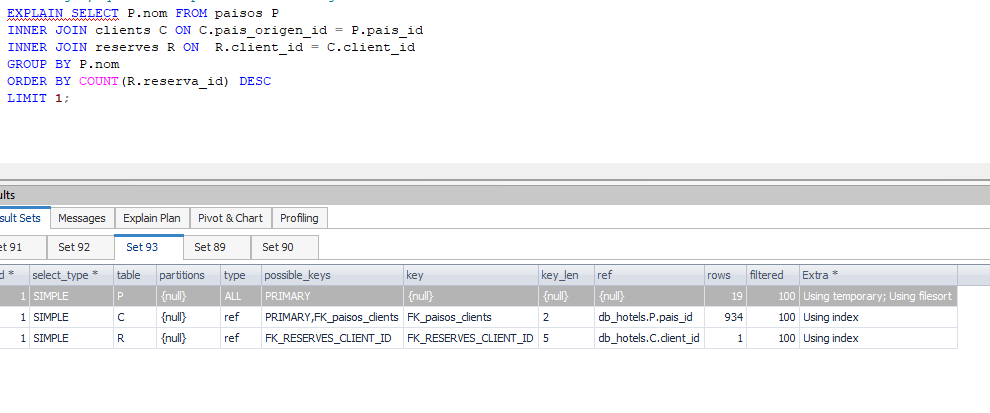 EXPLAIN SELECT P.nom FROM paisos P
INNER JOIN clients C ON C.pais_origen_id = P.pais_id
INNER JOIN reserves R ON  R.client_id = C.client_id
GROUP BY P.nom
ORDER BY COUNT(R.reserva_id) DESC
LIMIT 1;
ults
sult Sets Messages Explain Plan Pivot & Chart Profiling
et 91 Set 92 Set 93 Set 89 Set 90
d * select_type * table partitions type possible_keys key key_len ref rows filtered Extra *
1 SIMPLE P {null} ALL PRIMARY {null} {null} {null} 19 100 Using temporary; Using filesort
1 SIMPLE C {null} ref PRIMARY,FK_paisos_clients FK_paisos_clients 2 db_hotels.P.pais_id 934 100 Using index
1 SIMPLE R {null} ref FK_RESERVES_CLIENT_ID FK_RESERVES_CLIENT_ID 5 db_hotels.C.client_id 1 100 Using index